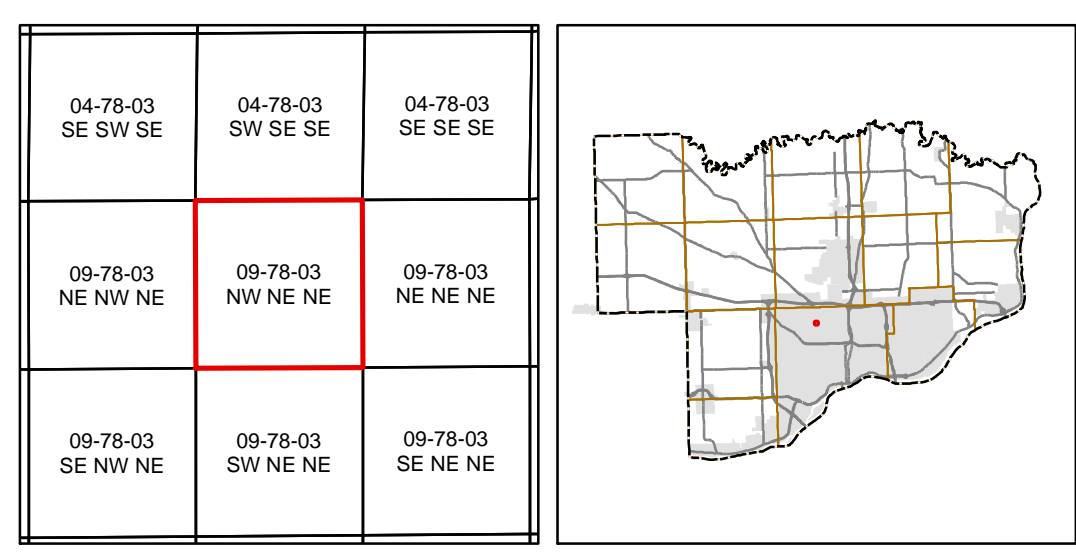 04-78-03
SE SW SE
04-78-03
SW SE SE
04-78-03
SE SE SE
09-78-03
NE NW NE
09-78-03
NW NE NE
09-78-03
NE NE NE
09-78-03
SE NW NE
09-78-03
SW NE NE
09-78-03
SE NE NE